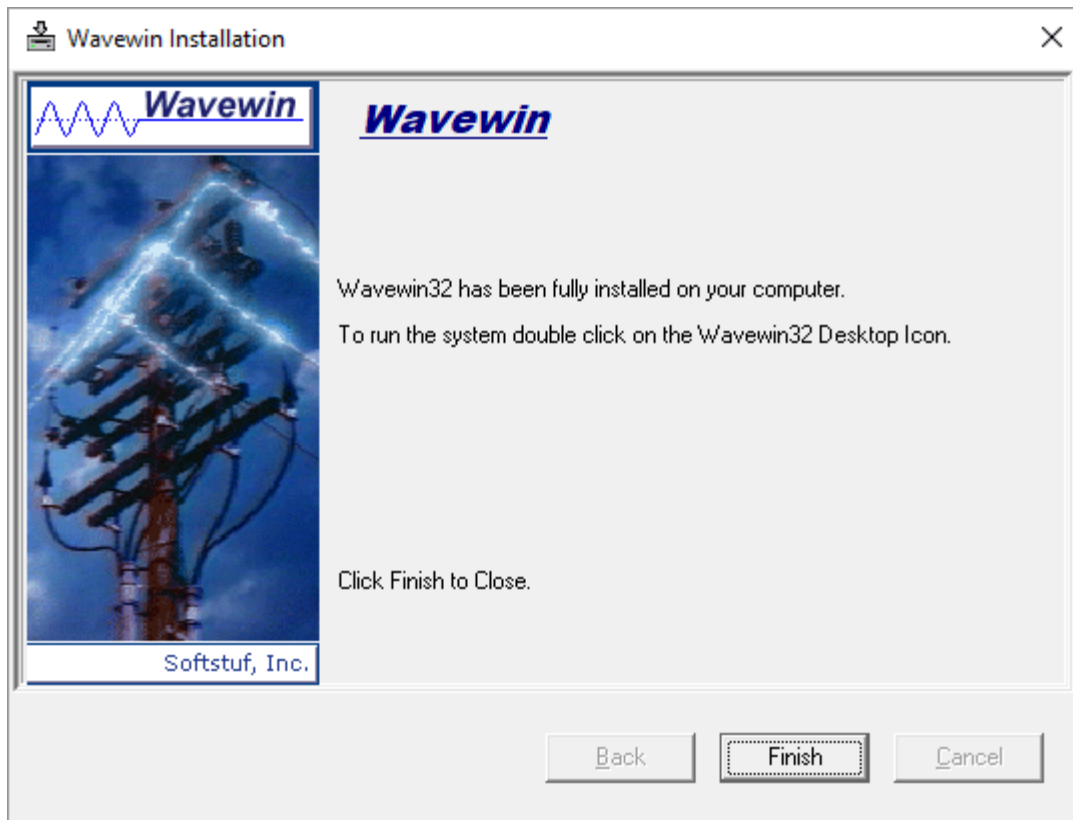 Wavewin Installation
Wavewin
Wavewin
Wavewin32 has been fully installed on your computer.
To run the system double click on the Wavewin32 Desktop Icon.
Click Finish to Close.
Softstuf, Inc.
Back
Finish
Cancel